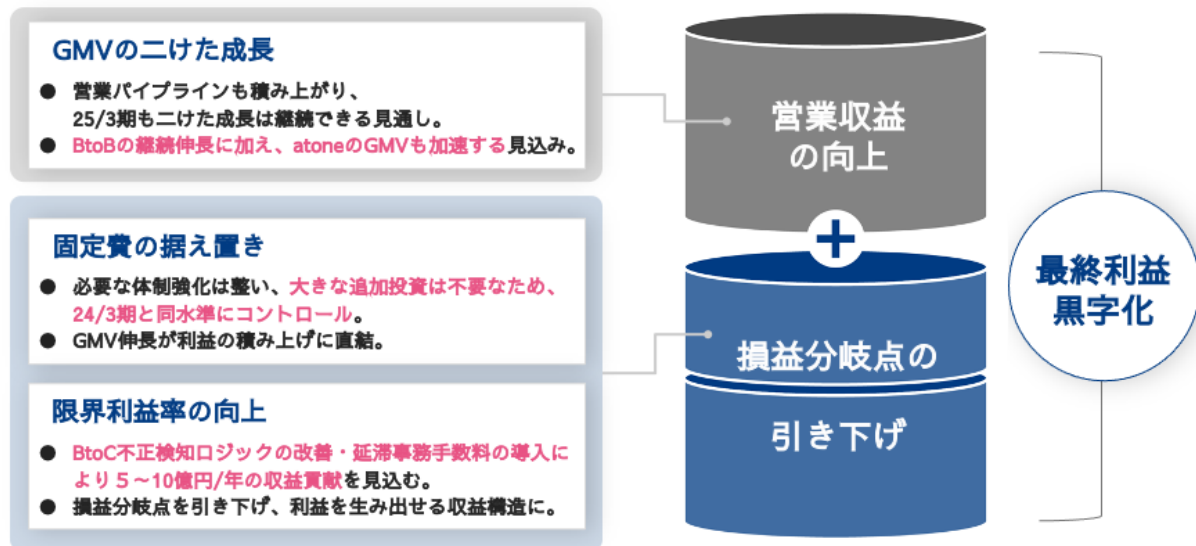 GMVの二けた成長
● 営業パイプラインも積み上がり、
25/3期も二けた成長は継続できる見通し。
● BtoBの継続伸長に加え、atoneのGMVも加速する見込み。
固定費の据え置き
● 必要な体制強化は整い、大きな追加投資は不要なため、
24/3期と同水準にコントロール。
● GMV伸長が利益の積み上げに直結。
限界利益率の向上
● BtoC不正検知ロジックの改善・延滞事務手数料の導入に
より５～10億円/年の収益貢献を見込む。
● 損益分岐点を引き下げ、利益を生み出せる収益構造に。
営業収益
の向上
+
損益分岐点の
引き下げ
最終利益
黒字化